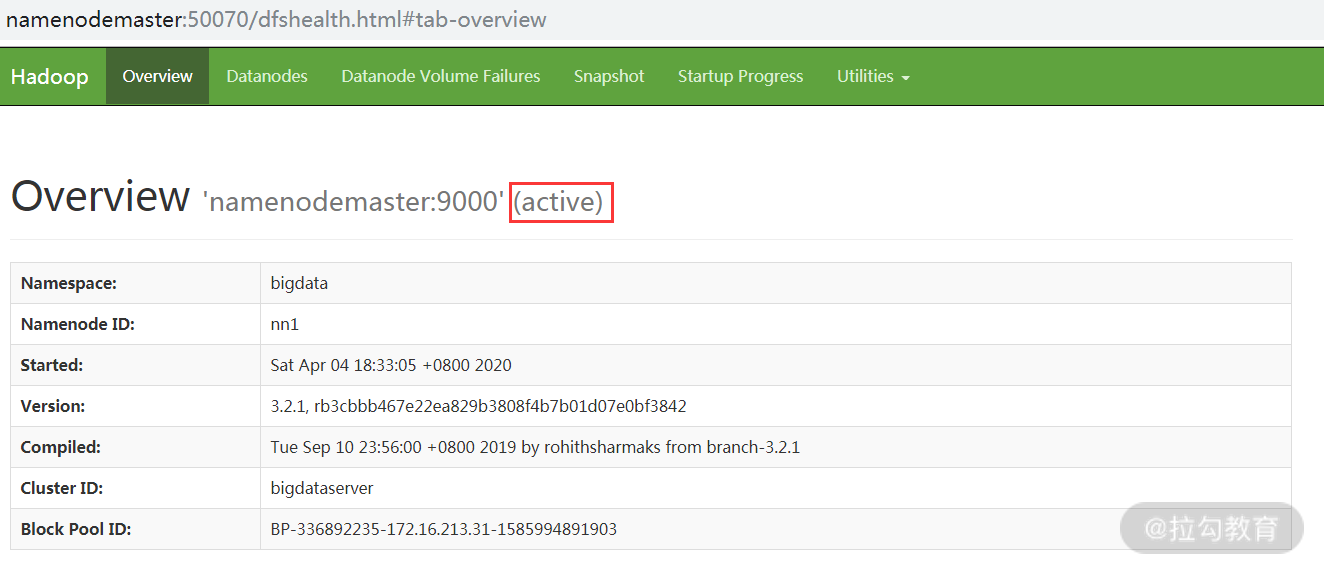 namenodemaster:50070/dfshealth.html#tab-overview
Hadoop Overview Datanodes Datanode Volume Failures Snapshot Startup Progress Utilities
Overview 'namenodemaster:9000' (active)
Namespace: bigdata
Namenode ID: nn1
Started: Sat Apr 04 18:33:05 +0800 2020
Version: 3.2.1, rb3cbbb467e22ea829b3808f4b7b01d07e0bf3842
Compiled: Tue Sep 10 23:56:00 +0800 2019 by rohithsharmaks from branch-3.2.1
Cluster ID: bigdataserver
Block Pool ID: BP-336892235-172.16.213.31-1585994891903
@拉勾教育